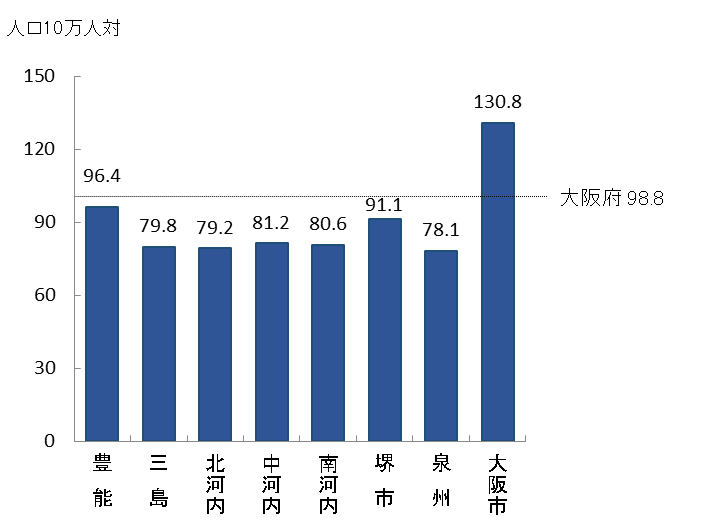 人口10万人対
150
120
90
60
30
0
96.4
79.8
79.2
81.2
80.6
91.1
78.1
130.8
大阪府 98.8
豊能
三島
北河内
中河内
南河内
堺市
泉州
大阪市